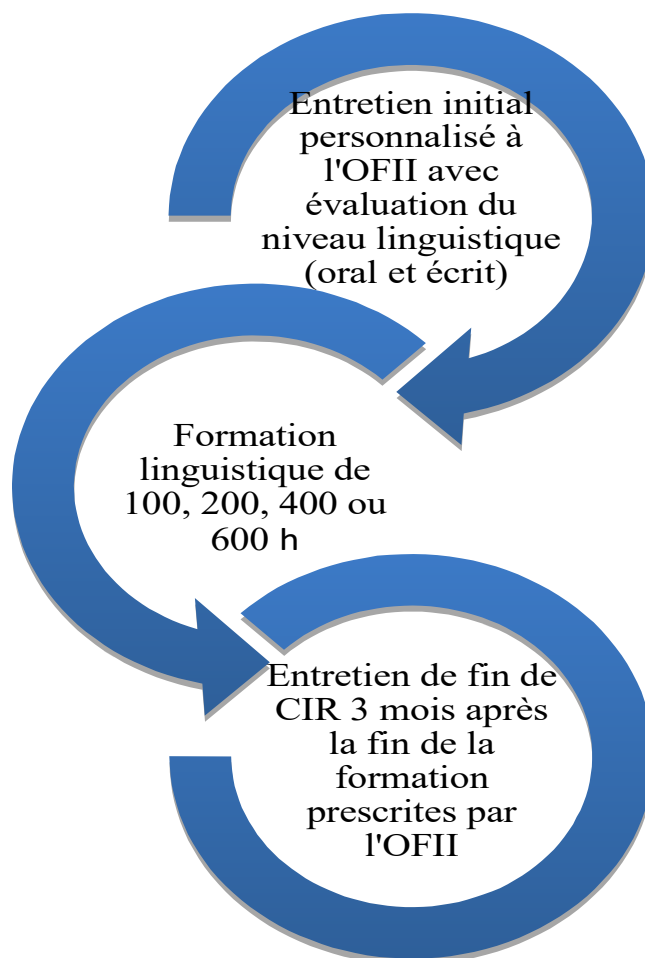 Entretien initial
personnalisé à
l'OFII avec
évaluation du
niveau linguistique
(oral et écrit)
Formation
linguistique de
100, 200, 400 ou
600 h
Entretien de fin de
CIR 3 mois après
la fin de la
formation
prescrites par
l'OFII